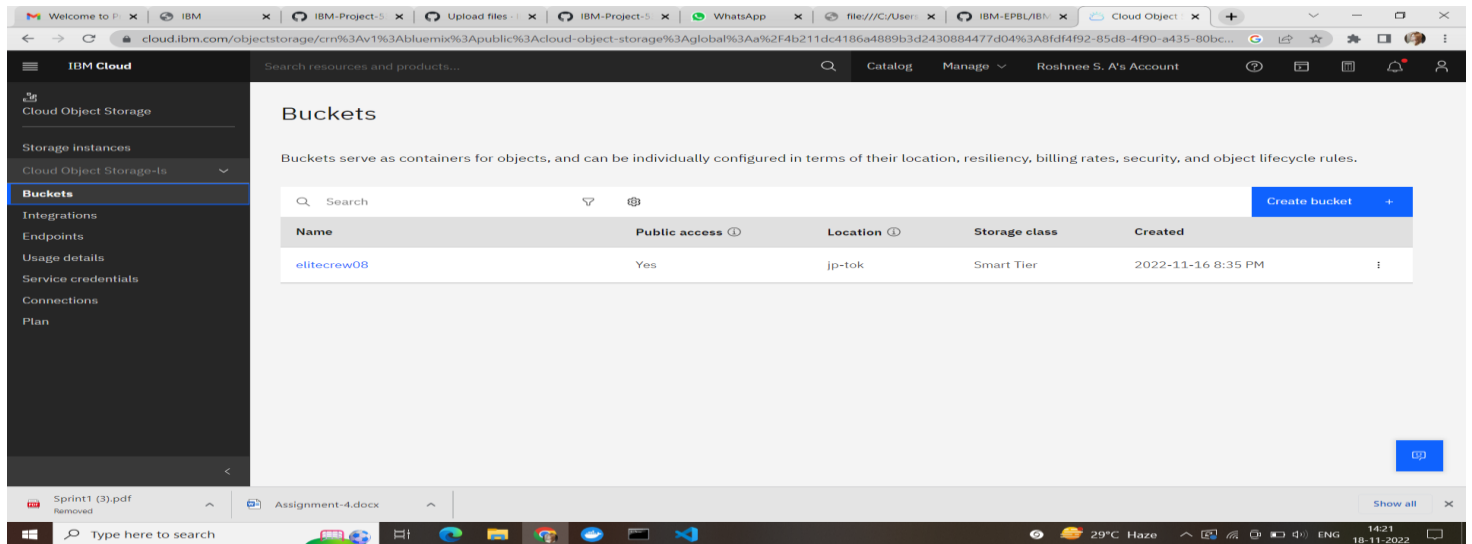 Welcome to P
IBM
IBM-Project-5
Upload files ·
IBM-Project-5
WhatsApp
file:///C:/Users
IBM-EPBL/IBM
Cloud Object S
cloud.ibm.com/objectstorage/crn%3Av1%3Abluemix%3Apublic%3Acloud-object-storage%3Aglobal%3Aa%2F4b211dc4186a4889b3d2430884477d04%3A8fdf4f92-85d8-4f90-a435-80bc...
IBM Cloud
Search resources and products...
Catalog
Manage
Roshnee S. A's Account
Cloud Object Storage
Storage instances
Cloud Object Storage-ls
Buckets
Integrations
Endpoints
Usage details
Service credentials
Connections
Plan
Buckets
Buckets serve as containers for objects, and can be individually configured in terms of their location, resiliency, billing rates, security, and object lifecycle rules.
Search
Create bucket +
Name Public access Location Storage class Created
elitecrew08 Yes jp-tok Smart Tier 2022-11-16 8:35 PM
Sprint1 (3).pdf
Removed
Assignment-4.docx
Show all
Type here to search
29°C Haze
ENG
14:21
18-11-2022